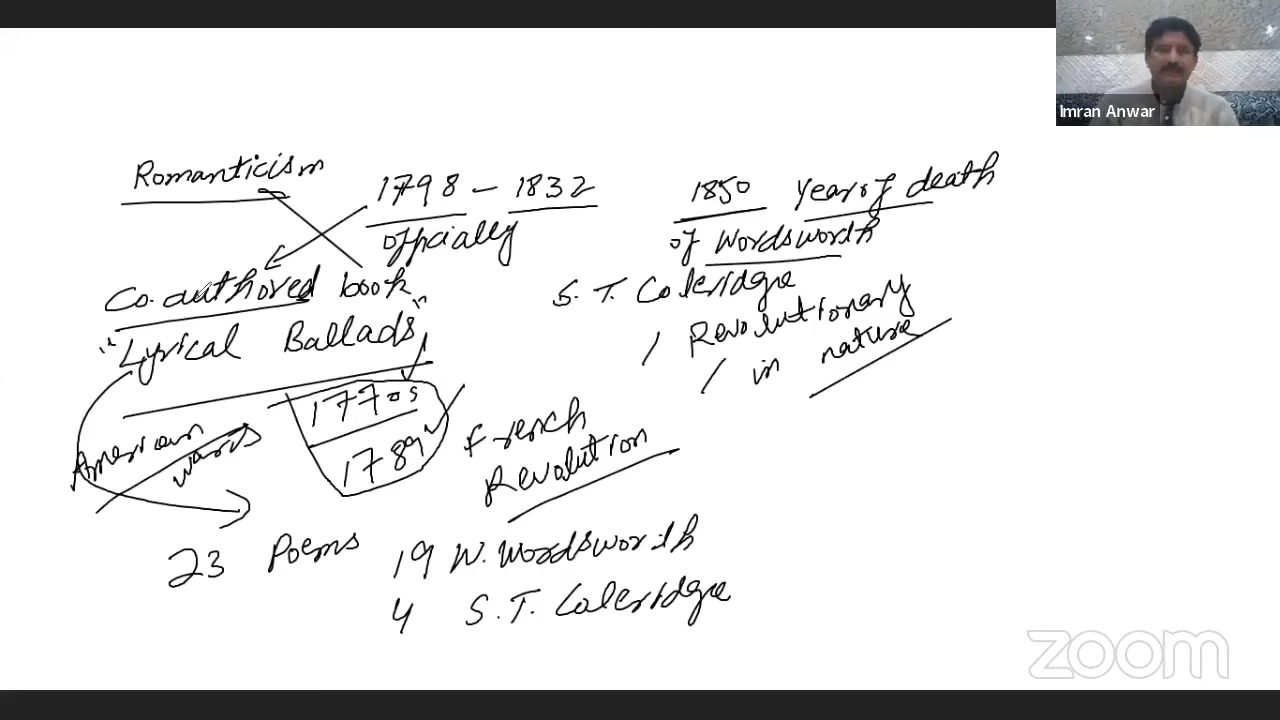 Imran Anwar
Romanticism
1798 - 1832
officially
1850 Year of death
of Wordsworth
Co. authored book
"Lyrical Ballads"
S. T. Coleridge
Revolutionary
in nature
1770s
1789
American
wars
French
Revolution
23 Poems
19 W. Wordsworth
4 S. T. Coleridge
zoom